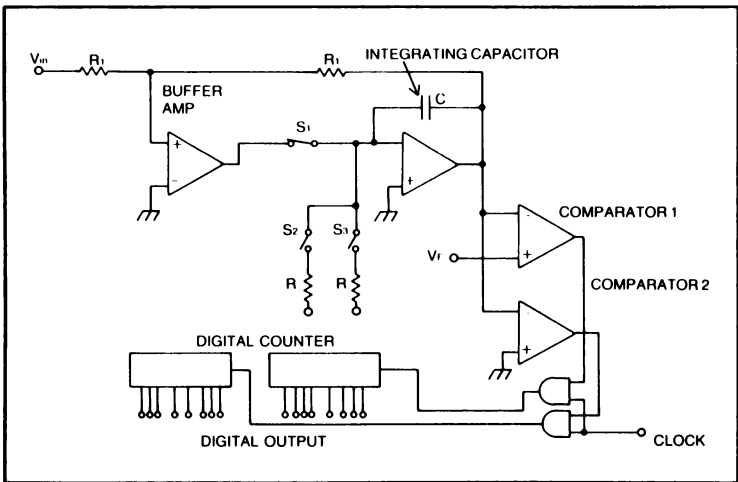 INTEGRATING CAPACITOR
Vin
R1
R1
C
BUFFER
AMP
+
-
S1
-
+
S2
S3
R
R
-
+
COMPARATOR 1
VF
COMPARATOR 2
-
+
DIGITAL COUNTER
DIGITAL OUTPUT
CLOCK